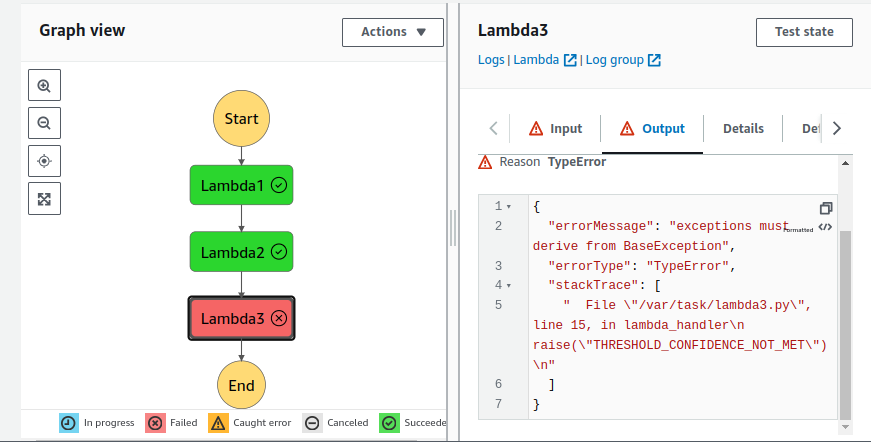 Graph view
Actions
Start
Lambda1
Lambda2
Lambda3
End
In progress
Failed
Caught error
Canceled
Succeede
Lambda3
Test state
Logs | Lambda | Log group
Input
Output
Details
Def
Reason TypeError
Formatted
1 {
2 "errorMessage": "exceptions must
derive from BaseException",
3 "errorType": "TypeError",
4 "stackTrace": [
5 "  File \"/var/task/lambda3.py\",
line 15, in lambda_handler\n
raise(\"THRESHOLD_CONFIDENCE_NOT_MET\")
\n"
6 ]
7 }